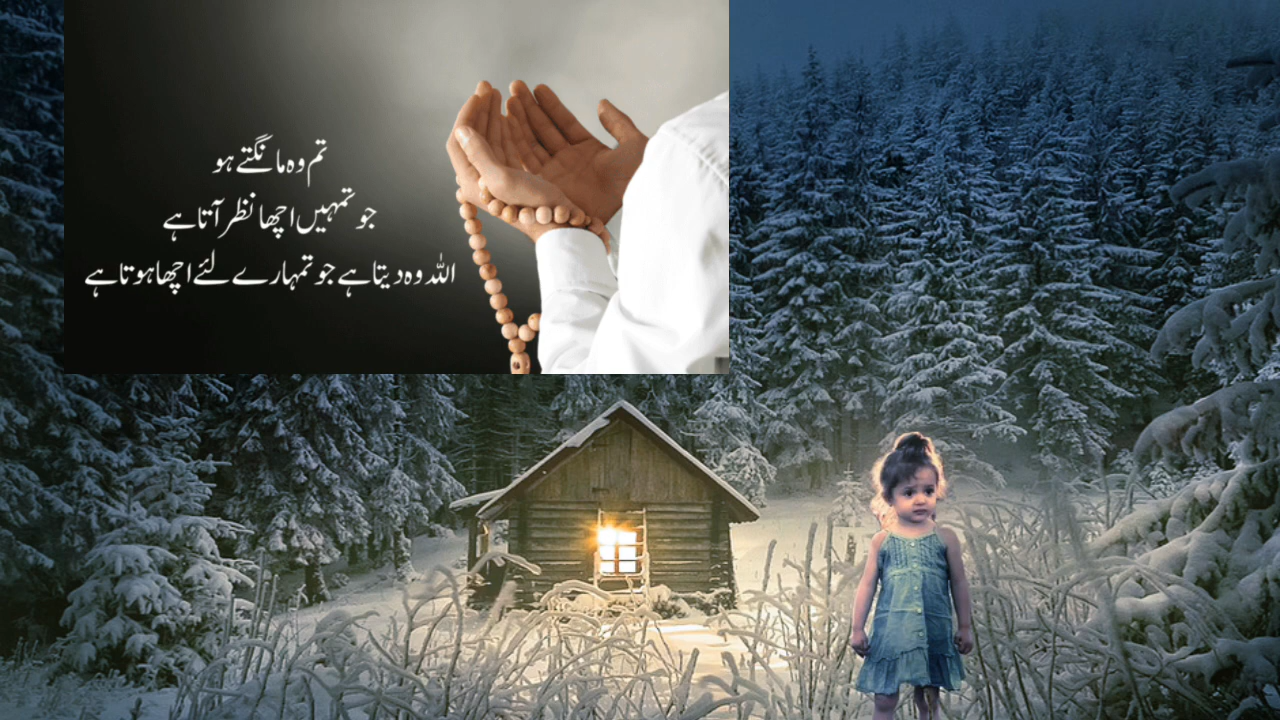 تم وہ مانگتے ہو
جو تمہیں اچھا نظر آتا ہے
اللہ وہ دیتا ہے جو تمہارے لئے اچھا ہوتا ہے